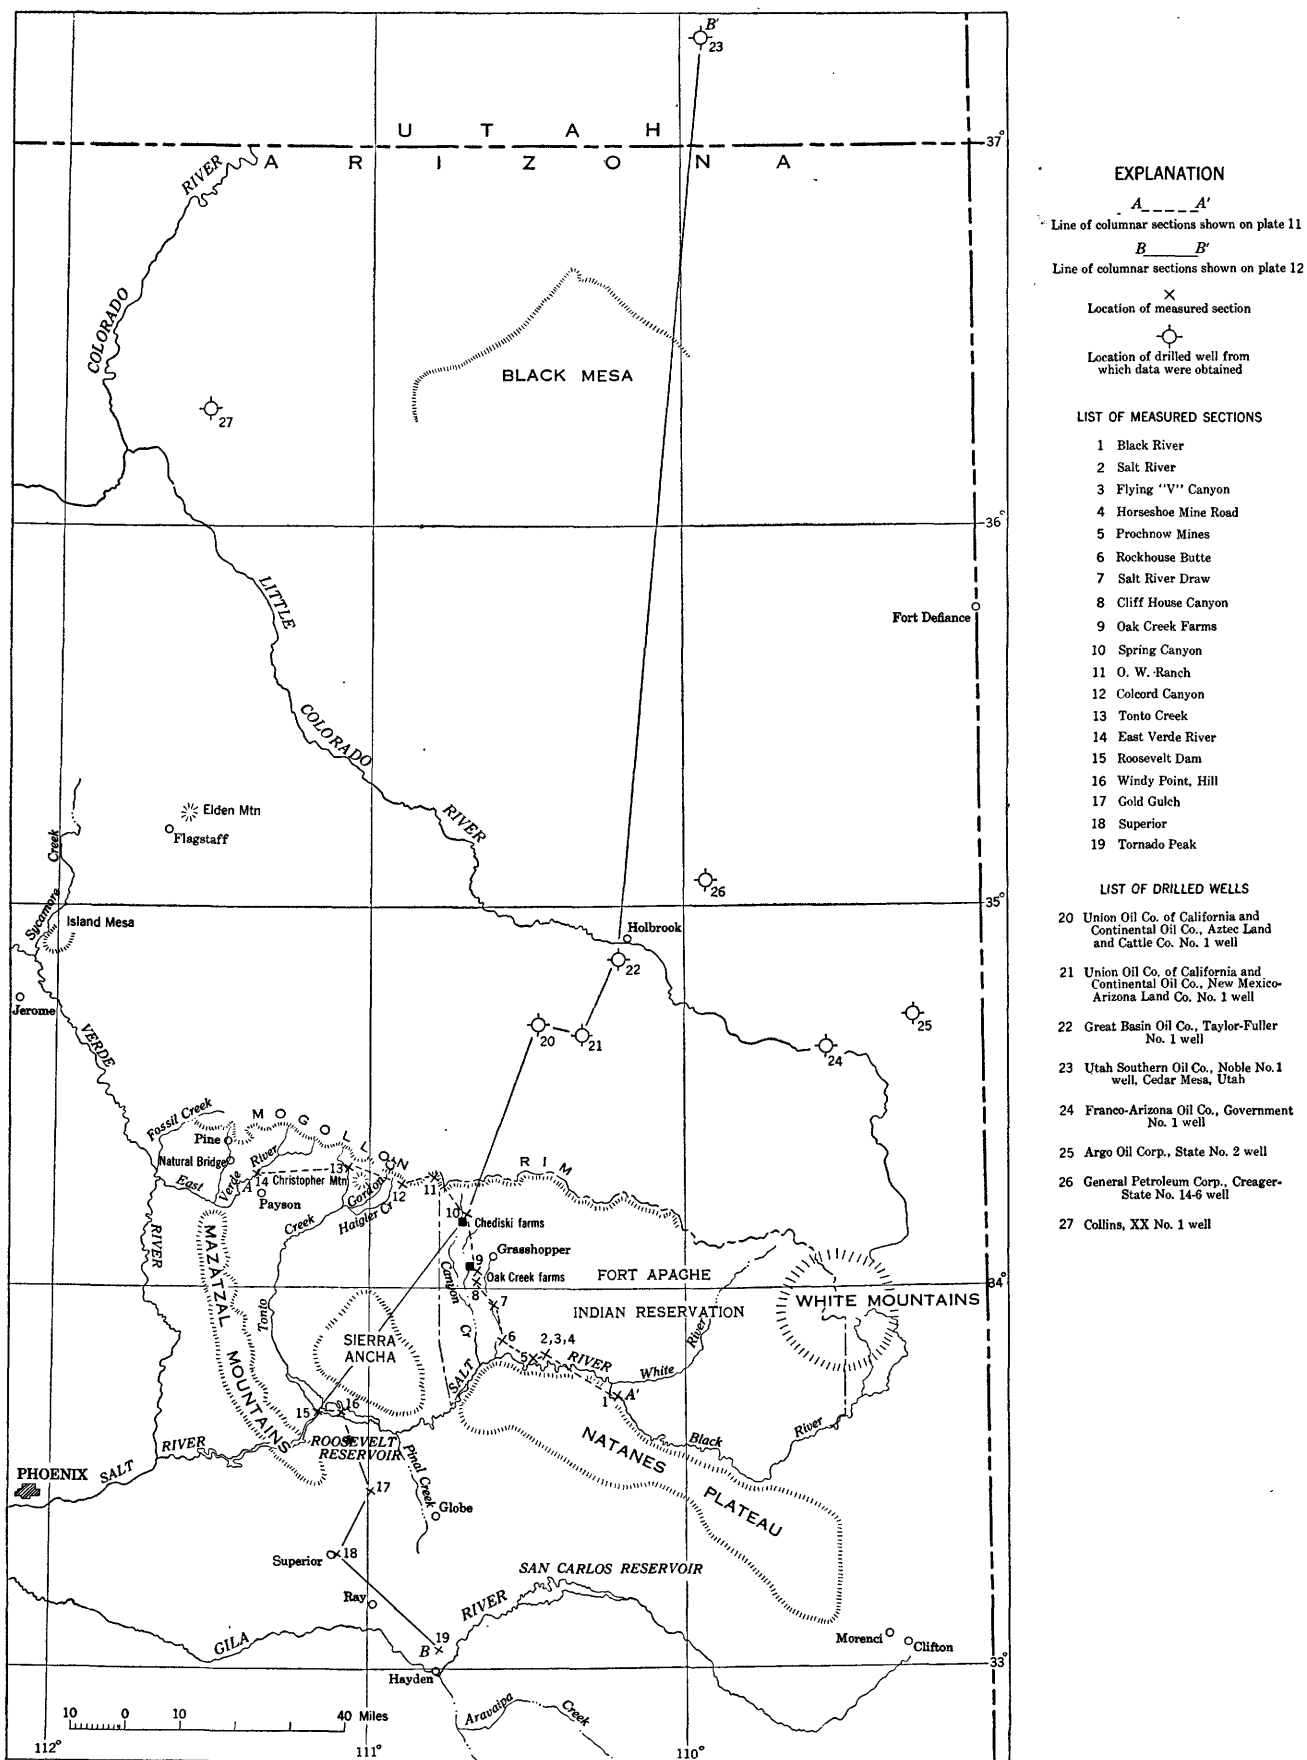 B′
23
U T A H
37°
A R I Z O N A
RIVER
COLORADO
BLACK MESA
27
36°
LITTLE
COLORADO
RIVER
Fort Defiance
Elden Mtn
Flagstaff
Creek
Sycamore
Island Mesa
26
35°
Holbrook
22
Jerome
VERDE
20
21
25
24
Fossil Creek
MOGOLLON
RIM
Pine
Natural Bridge
River
Verde
East
A
14
13
Christopher Mtn
Payson
Gordon
12
11
Creek
Haigler Cr
10
Chediski farms
Grasshopper
9
Oak Creek farms
8
7
Canyon
Cr
FORT APACHE
INDIAN RESERVATION
34°
WHITE MOUNTAINS
RIVER
MAZATZAL
MOUNTAINS
Tonto
SIERRA
ANCHA
6
5
2,3,4
RIVER
SALT
White
River
1
A′
15
16
ROOSEVELT
RESERVOIR
Black
River
NATANES
PLATEAU
RIVER
SALT
PHOENIX
Pinal Creek
17
Globe
Superior
18
Ray
SAN CARLOS RESERVOIR
RIVER
GILA
19
B
Hayden
Morenci
Clifton
33°
Aravaipa
Creek
10 0 10 40 Miles
112°
111°
110°
EXPLANATION
A_ _ _ _ _A′
Line of columnar sections shown on plate 11
B_____B′
Line of columnar sections shown on plate 12
×
Location of measured section
Location of drilled well from
which data were obtained
LIST OF MEASURED SECTIONS
1 Black River
2 Salt River
3 Flying "V" Canyon
4 Horseshoe Mine Road
5 Prochnow Mines
6 Rockhouse Butte
7 Salt River Draw
8 Cliff House Canyon
9 Oak Creek Farms
10 Spring Canyon
11 O. W. Ranch
12 Colcord Canyon
13 Tonto Creek
14 East Verde River
15 Roosevelt Dam
16 Windy Point, Hill
17 Gold Gulch
18 Superior
19 Tornado Peak
LIST OF DRILLED WELLS
20 Union Oil Co. of California and
Continental Oil Co., Aztec Land
and Cattle Co. No. 1 well
21 Union Oil Co. of California and
Continental Oil Co., New Mexico-
Arizona Land Co. No. 1 well
22 Great Basin Oil Co., Taylor-Fuller
No. 1 well
23 Utah Southern Oil Co., Noble No. 1
well, Cedar Mesa, Utah
24 Franco-Arizona Oil Co., Government
No. 1 well
25 Argo Oil Corp., State No. 2 well
26 General Petroleum Corp., Creager-
State No. 14-6 well
27 Collins, XX No. 1 well